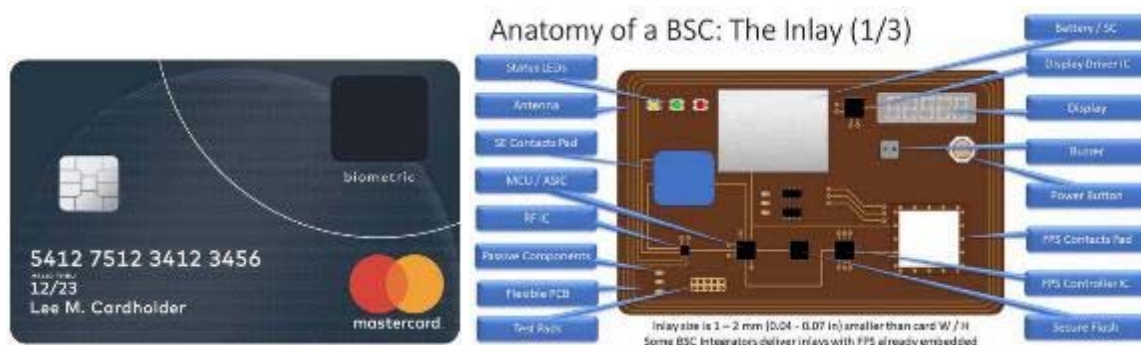 biometric
5412 7512 3412 3456
12/23
Lee M. Cardholder
mastercard
Anatomy of a BSC: The Inlay (1/3)
Status LEDs
Antenna
SE Contacts Pad
MCU / ASIC
RF IC
Passive Components
Flexible PCB
Test Pads
Battery / SC
Display Driver IC
Display
Buzzer
Power Button
FPS Contacts Pad
FPS Controller IC
Secure Flash
Inlay size is 1 – 2 mm (0.04 - 0.07 in) smaller than card W / H
Some BSC Integrators deliver inlays with FPS already embedded